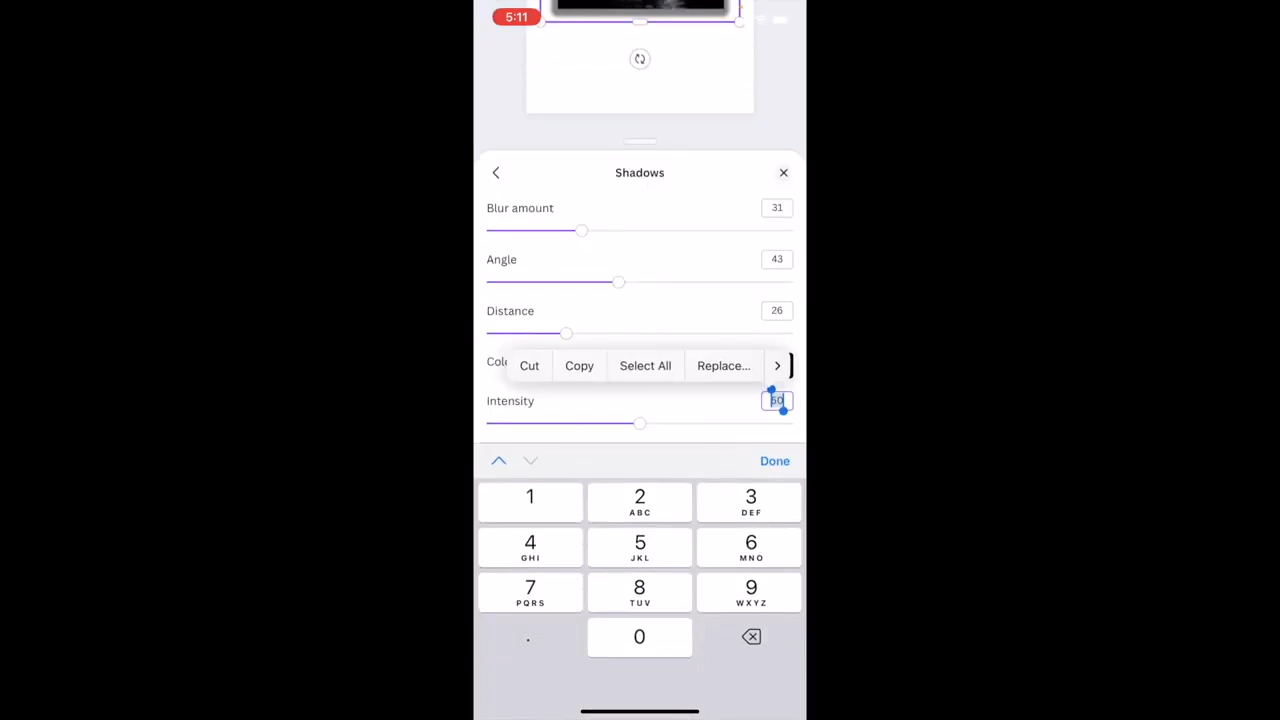 5:11
Shadows
Blur amount 31
Angle 43
Distance 26
Cut Copy Select All Replace...
Intensity 50
Done
1
2 ABC
3 DEF
4 GHI
5 JKL
6 MNO
7 PQRS
8 TUV
9 WXYZ
. 0